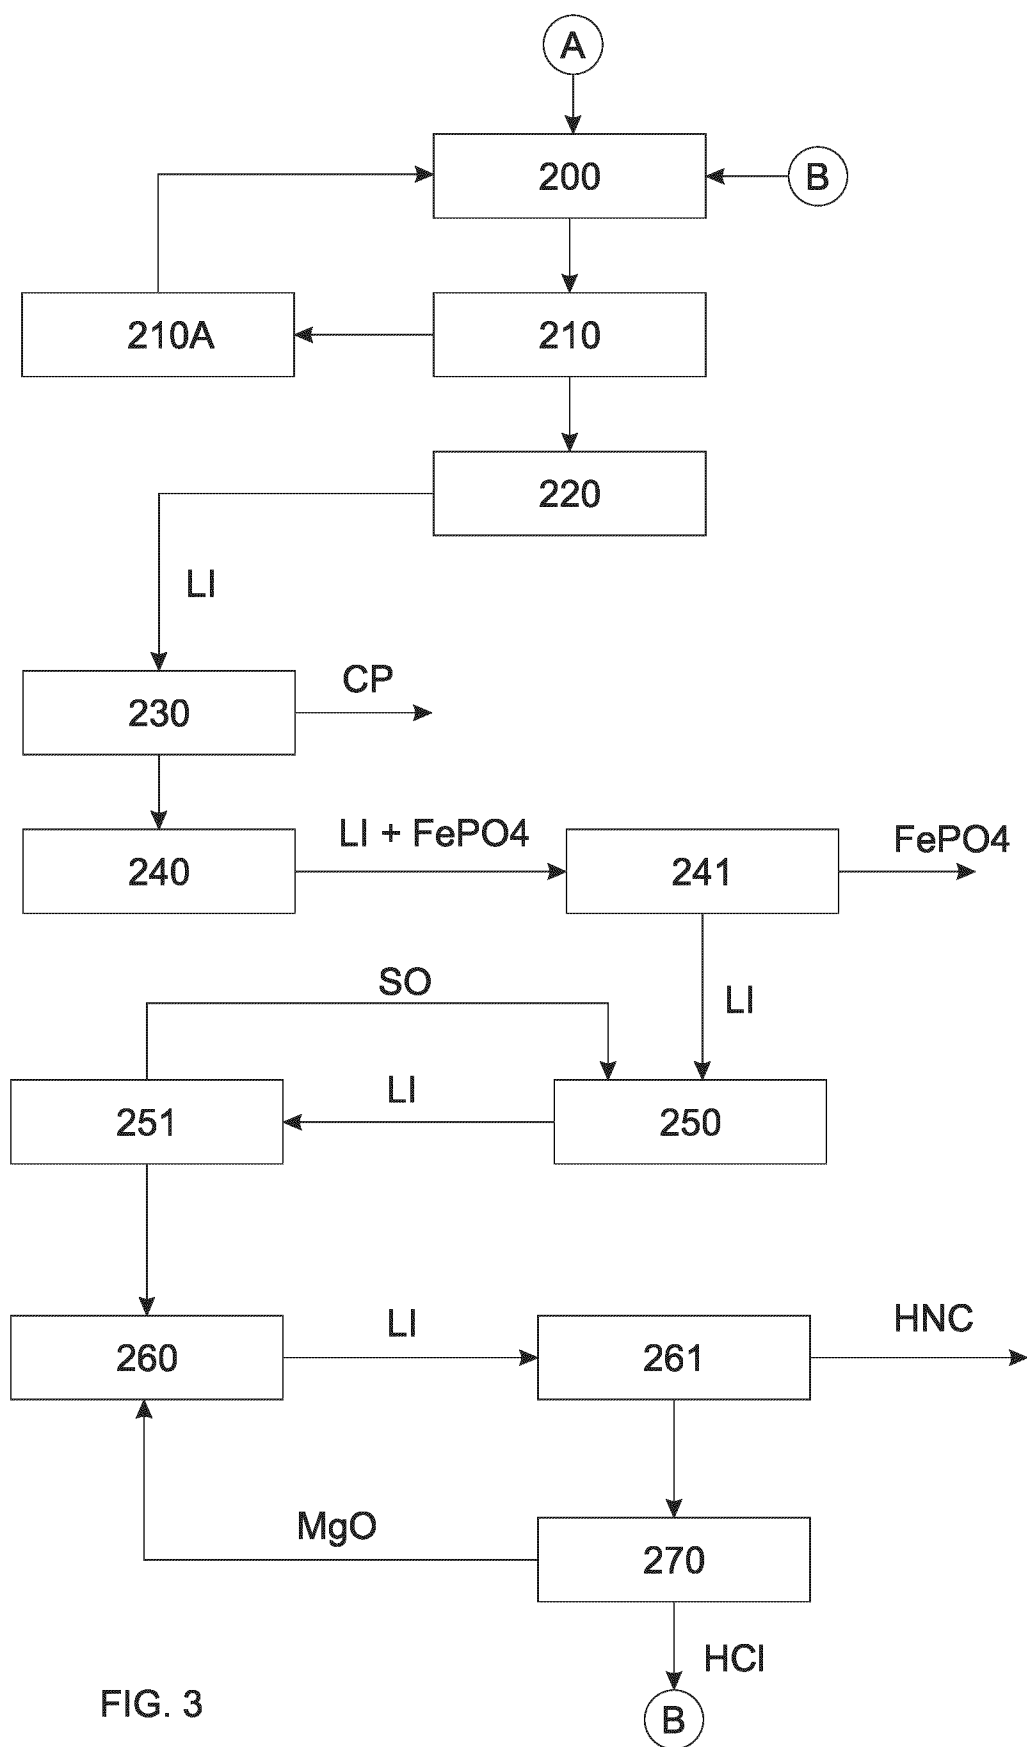 A
200
B
210A
210
220
LI
CP
230
LI + FePO4
FePO4
240
241
SO
LI
LI
251
250
LI
HNC
260
261
MgO
270
HCl
FIG. 3
B